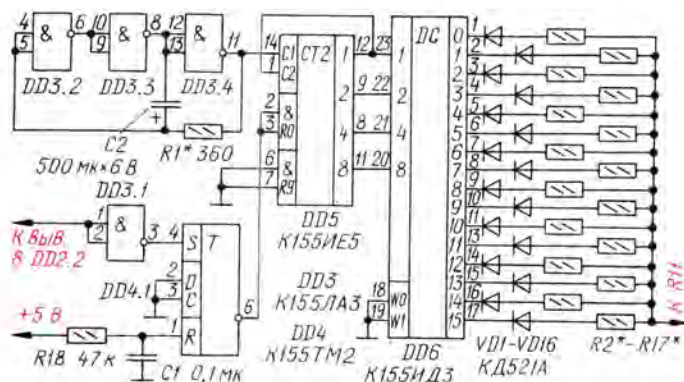 4
5
&
6
10
9
&
8
12
13
&
11
DD3.2
DD3.3
DD3.4
C2
+
500 мк×6 В
R1* 360
14
1
2
3
6
7
C1
C2
&
R0
&
R9
СТ2
1
2
4
8
12
9
8
11
23
22
21
20
DD5
К155ИЕ5
1
2
4
8
DC
18
19
W0
W1
0
1
2
3
4
5
6
7
8
9
10
11
12
13
14
15
1
2
3
4
5
6
7
8
9
10
11
13
14
15
16
17
DD6
К155ИД3
VD1-VD16
КД521А
R2*-R17*
К R1t
DD3.1
1
2
&
3
К выв.
8 DD2.2
4
2
3
1
S
D
C
R
T
6
DD4.1
+5 В
R18 47 к
C1 0,1 мк
DD3
К155ЛА3
DD4
К155ТМ2